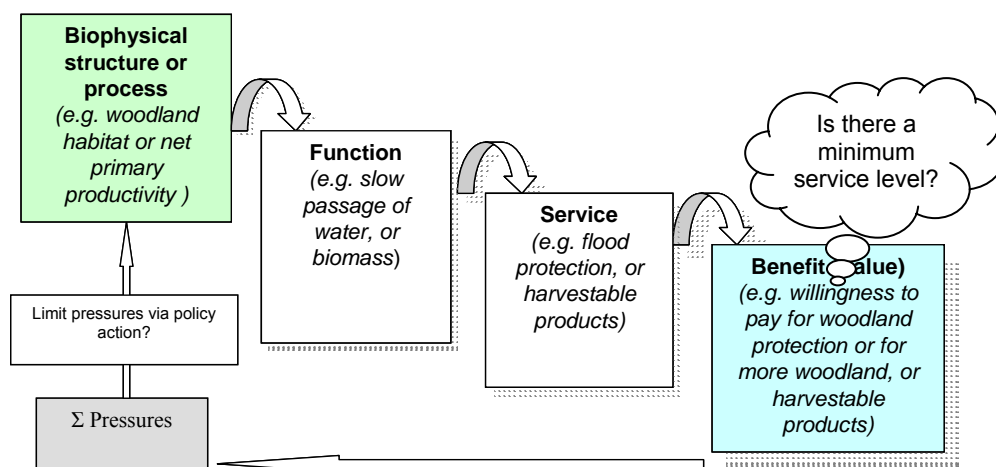 Biophysical
structure or
process
(e.g. woodland
habitat or net
primary
productivity )
Function
(e.g. slow
passage of
water, or
biomass)
Service
(e.g. flood
protection, or
harvestable
products)
Is there a
minimum
service level?
Benefit
(e.g. willingness to
pay for woodland
protection or for
more woodland, or
harvestable
products)
Limit pressures via policy
action?
Σ Pressures